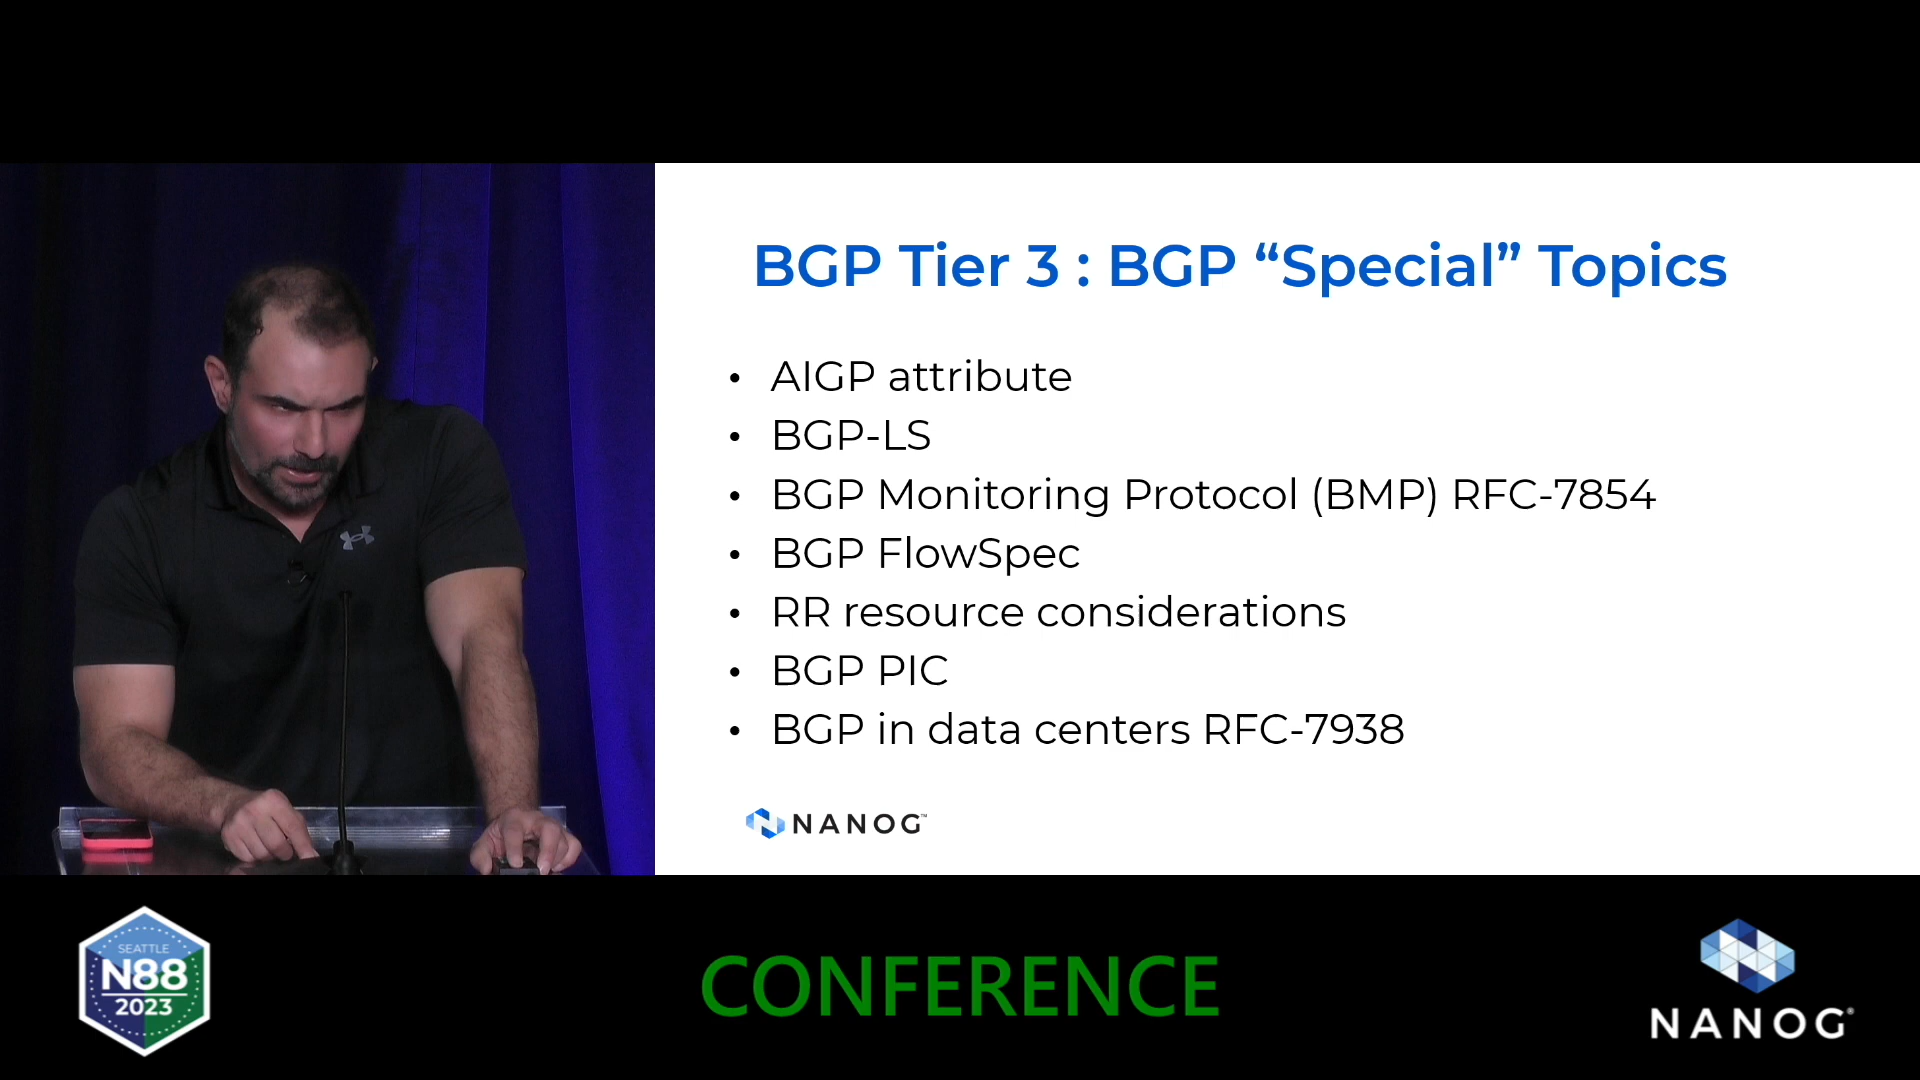 BGP Tier 3 : BGP “Special” Topics
• AIGP attribute
• BGP-LS
• BGP Monitoring Protocol (BMP) RFC-7854
• BGP FlowSpec
• RR resource considerations
• BGP PIC
• BGP in data centers RFC-7938
NANOG™
SEATTLE
N88
2023
CONFERENCE
NANOG®